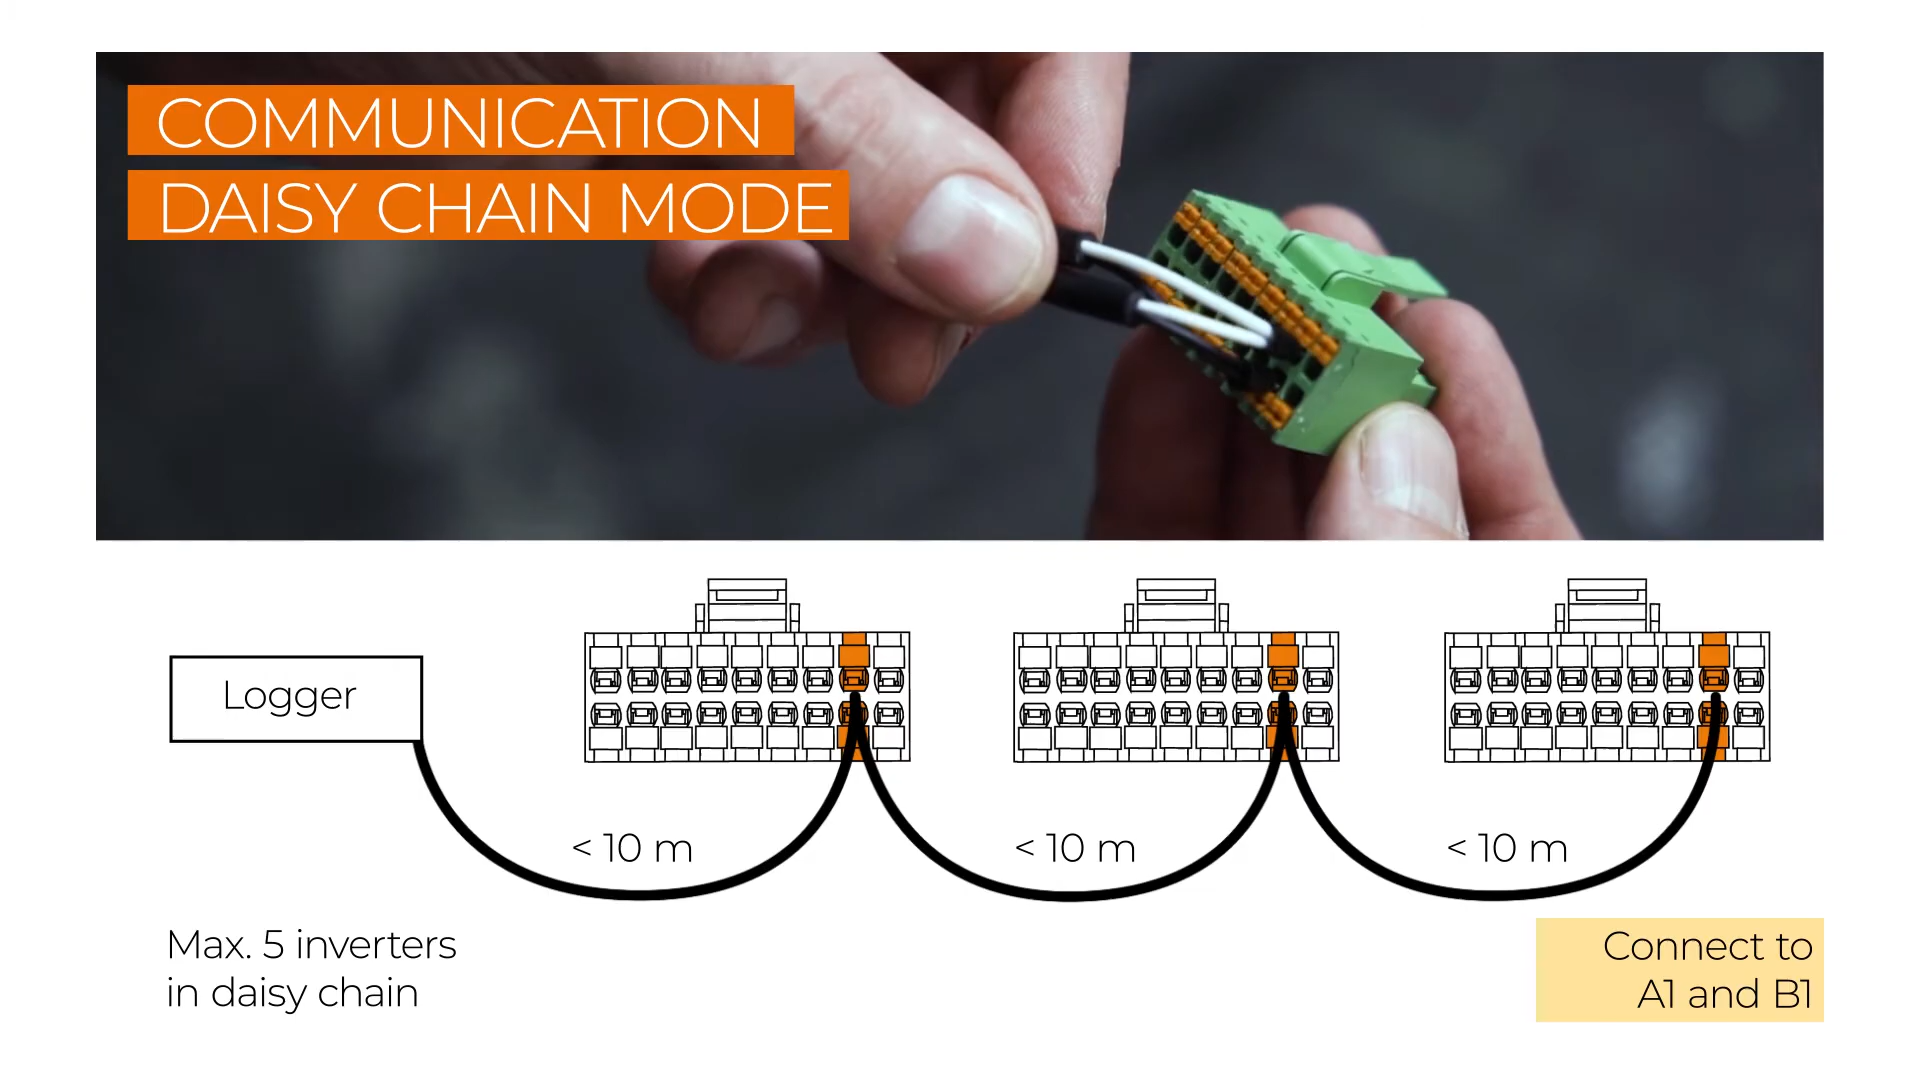 COMMUNICATION
DAISY CHAIN MODE
Logger
< 10 m
< 10 m
< 10 m
Max. 5 inverters
in daisy chain
Connect to
A1 and B1